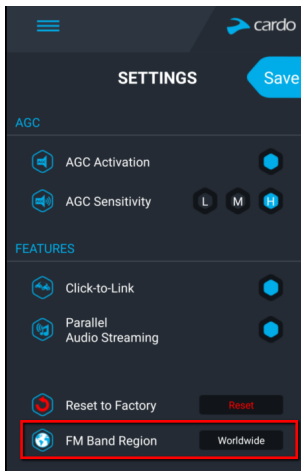 cardo
SETTINGS
Save
AGC
AGC Activation
AGC Sensitivity L M H
FEATURES
Click-to-Link
Parallel
Audio Streaming
Reset to Factory Reset
FM Band Region Worldwide